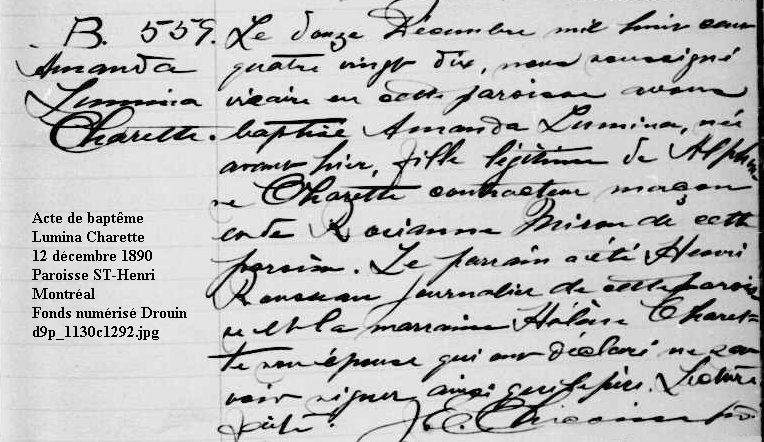 B. 559.
Amanda
Lumina
Charette.
Le douze Décembre mil huit cent
quatre vingt dix, nous soussigné
vicaire en cette paroisse avons
baptisé Amanda Lumina, née
avant hier, fille légitime de Alphon
se Charette contracteur maçon
et de Rosianne Miron de cette
paroisse. Le parrain a été Henri
Rousseau journalier de cette parois
se et la marraine Hélène Charet=
te son épouse qui ont déclaré ne sa
voir signer ainsi que le père. Lecture
faite.
Acte de baptême
Lumina Charette
12 décembre 1890
Paroisse ST-Henri
Montréal
Fonds numérisé Drouin
d9p_1130c1292.jpg